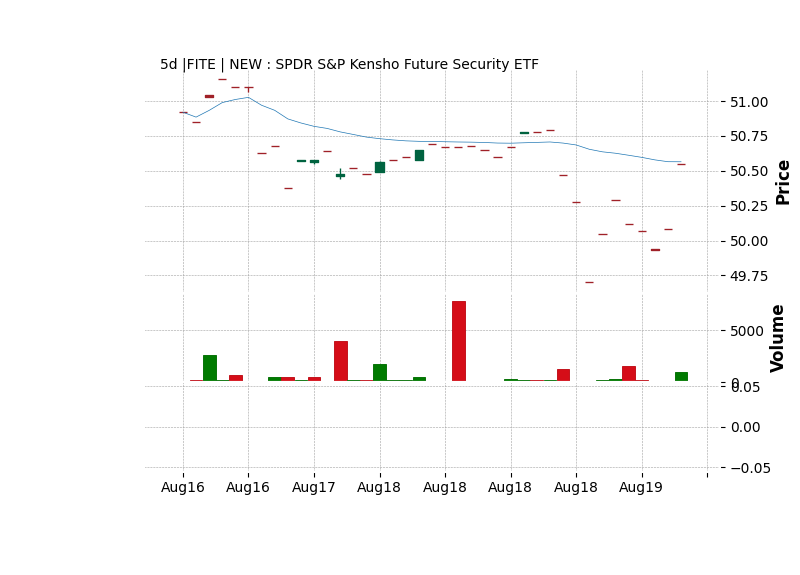 5d |FITE | NEW : SPDR S&P Kensho Future Security ETF
51.00
50.75
50.50
50.25
50.00
49.75
Price
5000
0
Volume
0.05
0.00
−0.05
Aug16 Aug16 Aug17 Aug18 Aug18 Aug18 Aug18 Aug19